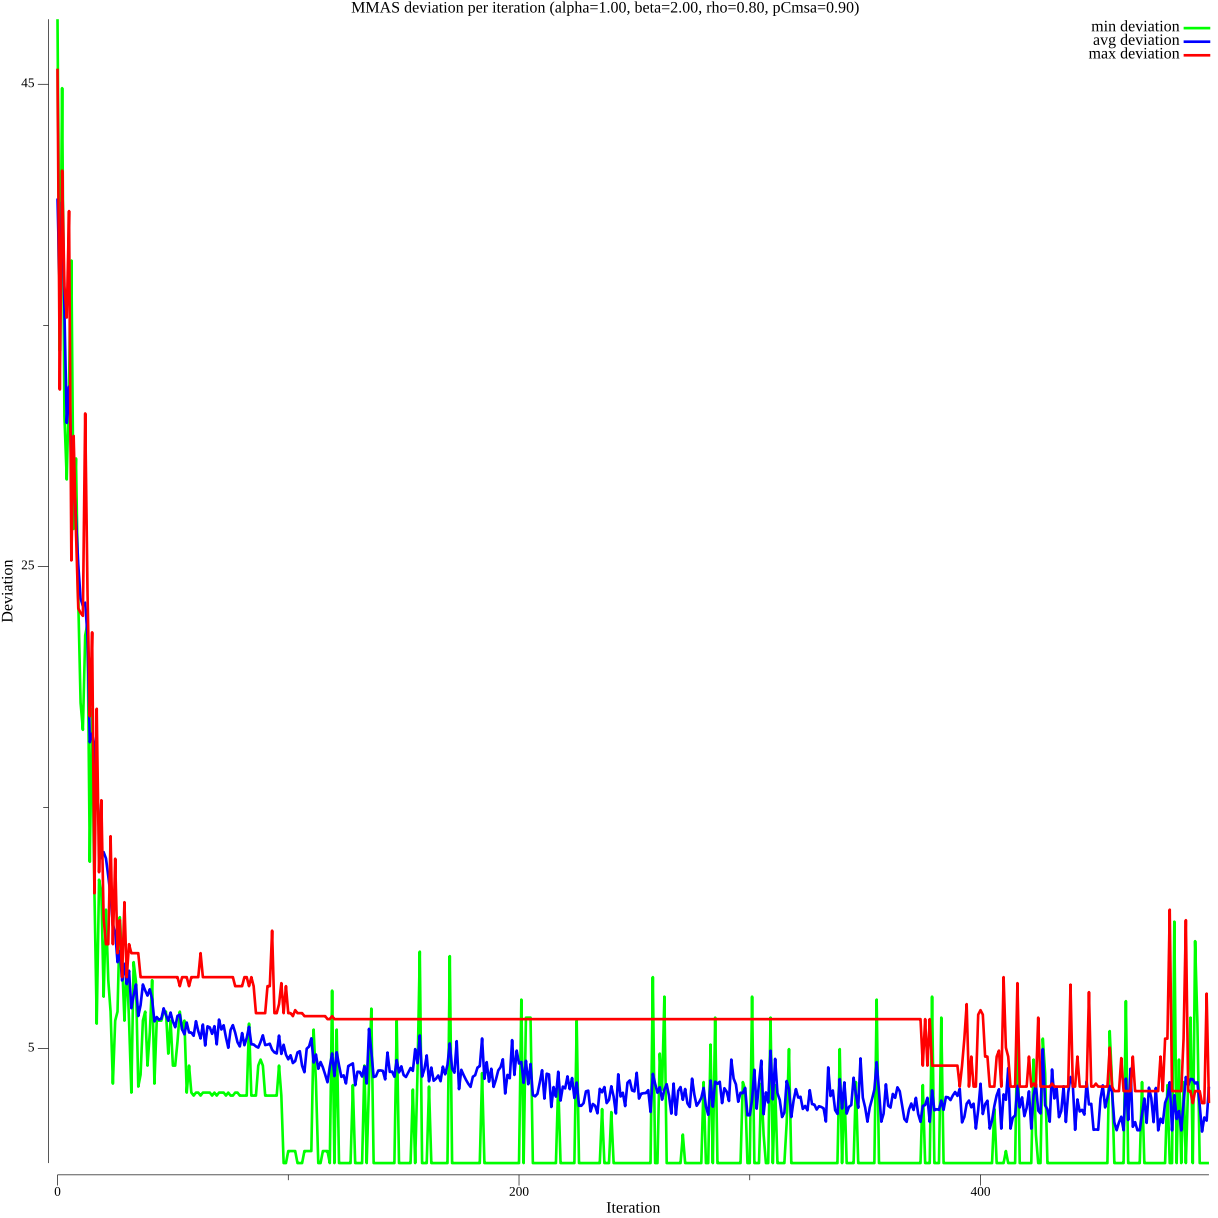 MMAS deviation per iteration (alpha=1.00, beta=2.00, rho=0.80, pCmsa=0.90)
min deviation
avg deviation
max deviation
45
25
5
Deviation
0
200
400
Iteration